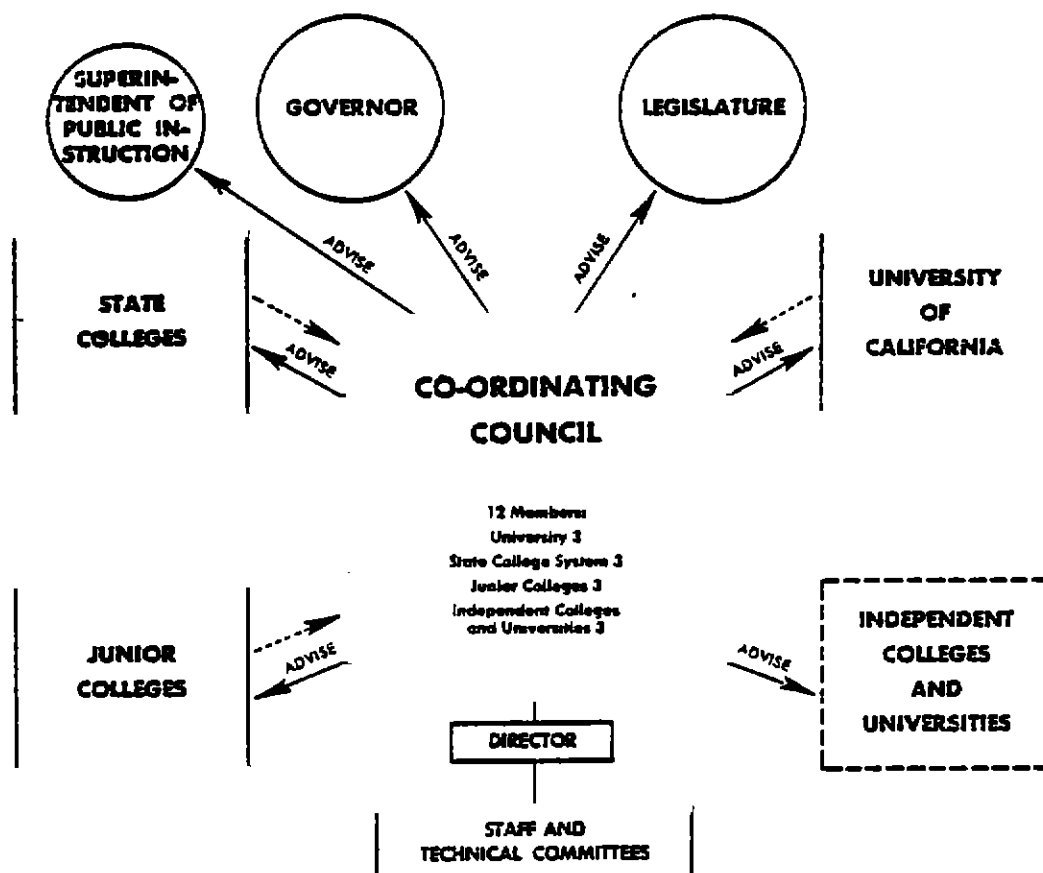 SUPERIN-
TENDENT OF
PUBLIC IN-
STRUCTION
GOVERNOR
LEGISLATURE
ADVISE
ADVISE
ADVISE
STATE
COLLEGES
ADVISE
ADVISE
UNIVERSITY
OF
CALIFORNIA
CO-ORDINATING
COUNCIL
12 Members:
University 3
State College System 3
Junior Colleges 3
Independent Colleges
and Universities 3
JUNIOR
COLLEGES
ADVISE
ADVISE
INDEPENDENT
COLLEGES
AND
UNIVERSITIES
DIRECTOR
STAFF AND
TECHNICAL COMMITTEES